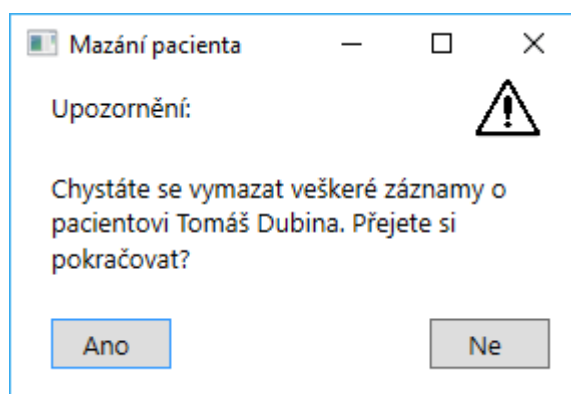 Mazání pacienta
Upozornění:
Chystáte se vymazat veškeré záznamy o
pacientovi Tomáš Dubina. Přejete si
pokračovat?
Ano
Ne